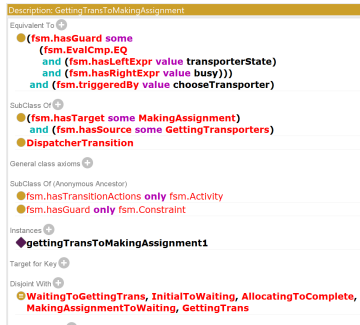 Description: GettingTransToMakingAssignment
Equivalent To
(fsm.hasGuard some
(fsm.EvalCmp.EQ
and (fsm.hasLeftExpr value transporterState)
and (fsm.hasRightExpr value busy)))
and (fsm.triggeredBy value chooseTransporter)
SubClass Of
(fsm.hasTarget some MakingAssignment)
and (fsm.hasSource some GettingTransporters)
DispatcherTransition
General class axioms
SubClass Of (Anonymous Ancestor)
fsm.hasTransitionActions only fsm.Activity
fsm.hasGuard only fsm.Constraint
Instances
gettingTransToMakingAssignment1
Target for Key
Disjoint With
WaitingToGettingTrans, InitialToWaiting, AllocatingToComplete,
MakingAssignmentToWaiting, GettingTrans